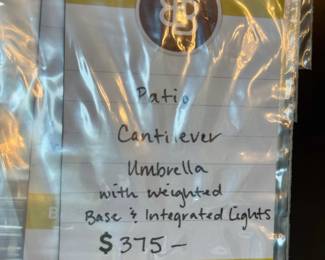 Patio
Cantilever
Umbrella
with weighted
Base & Integrated Lights
$375-